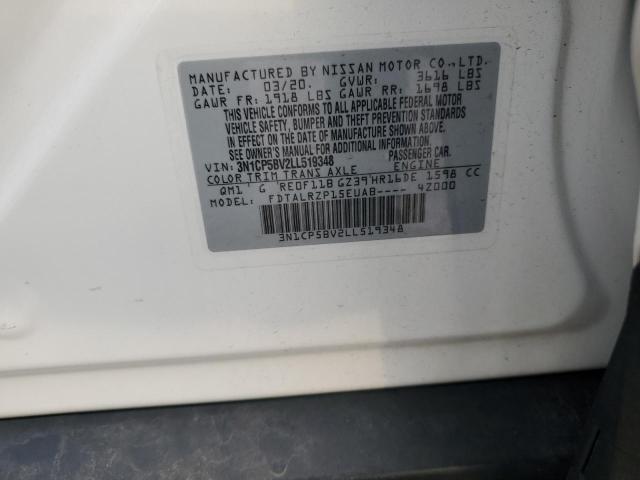 MANUFACTURED BY NISSAN MOTOR CO.,LTD.
DATE: 03/20 GVWR: 3616 LBS
GAWR FR: 1918 LBS GAWR RR: 1698 LBS
THIS VEHICLE CONFORMS TO ALL APPLICABLE FEDERAL MOTOR
VEHICLE SAFETY, BUMPER AND THEFT PREVENTION STANDARDS
IN EFFECT ON THE DATE OF MANUFACTURE SHOWN ABOVE.
SEE OWNER'S MANUAL FOR ADDITIONAL INFORMATION.
VIN: 3N1CP5BV2LL519348 PASSENGER CAR.
COLOR TRIM TRANS AXLE ENGINE
QM1 G RE0F11B GZ39 HR16DE 1598 CC
MODEL: FDTALRZP15EUAB---- 42000
3N1CP5BV2LL519348